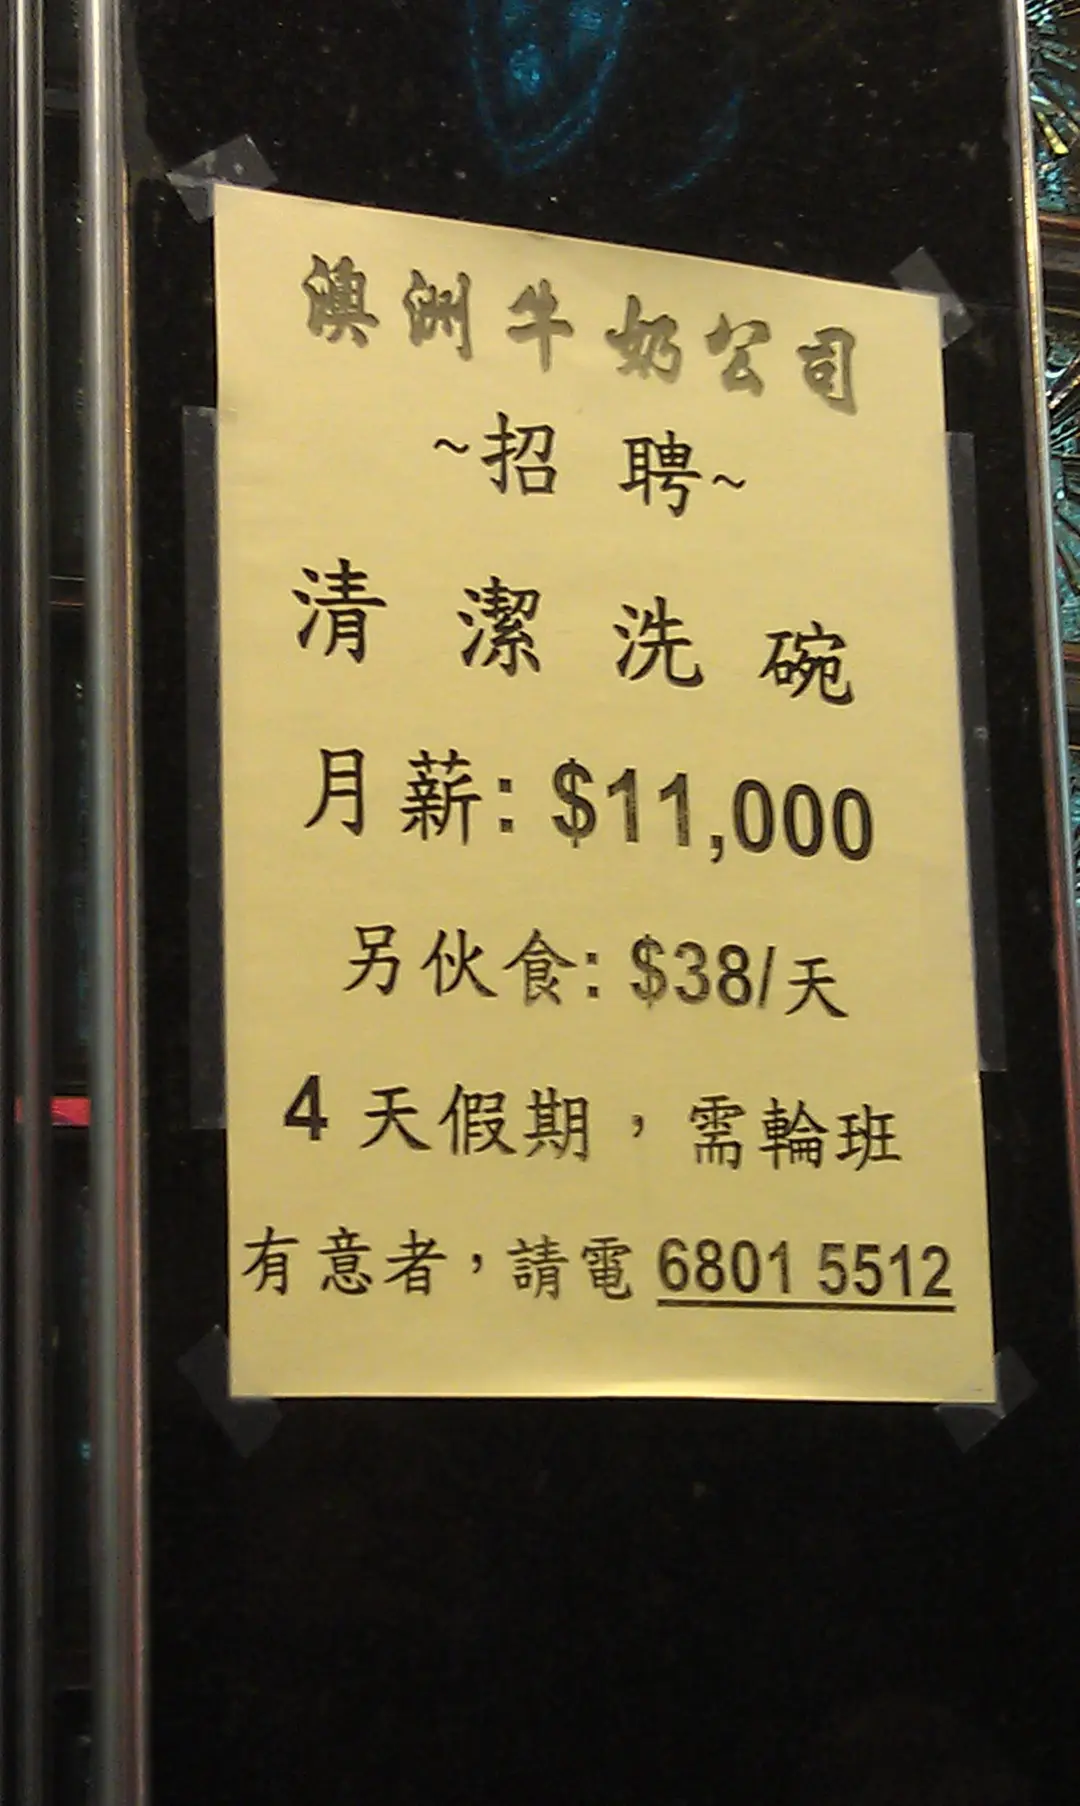 澳洲牛奶公司
~招聘~
清潔洗碗
月薪: $11,000
另伙食: $38/天
4 天假期，需輪班
有意者，請電 6801 5512